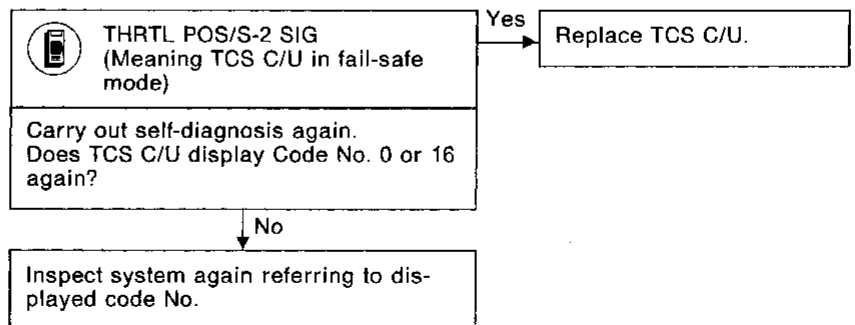 THRTL POS/S-2 SIG
(Meaning TCS C/U in fail-safe
mode)
Yes
Replace TCS C/U.
Carry out self-diagnosis again.
Does TCS C/U display Code No. 0 or 16
again?
No
Inspect system again referring to dis-
played code No.